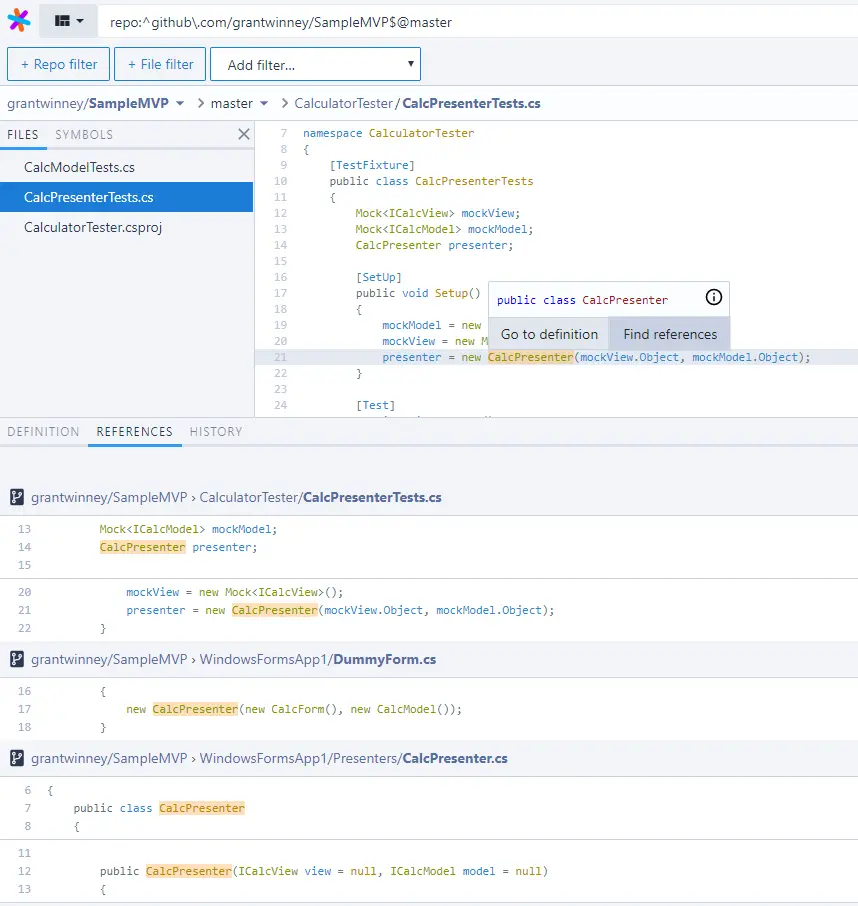 repo:^github\.com/grantwinney/SampleMVP$@master
+ Repo filter + File filter Add filter...
grantwinney/SampleMVP > master > CalculatorTester / CalcPresenterTests.cs
FILES SYMBOLS
CalcModelTests.cs
CalcPresenterTests.cs
CalculatorTester.csproj
7 namespace CalculatorTester
8 {
9 [TestFixture]
10 public class CalcPresenterTests
11 {
12 Mock<ICalcView> mockView;
13 Mock<ICalcModel> mockModel;
14 CalcPresenter presenter;
15
16 [SetUp]
17 public void Setup()
18 {
19 mockModel = new
20 mockView = new M
21 presenter = new CalcPresenter(mockView.Object, mockModel.Object);
22 }
23
24 [Test]
public class CalcPresenter
Go to definition Find references
DEFINITION REFERENCES HISTORY
grantwinney/SampleMVP › CalculatorTester/CalcPresenterTests.cs
13 Mock<ICalcModel> mockModel;
14 CalcPresenter presenter;
15
20 mockView = new Mock<ICalcView>();
21 presenter = new CalcPresenter(mockView.Object, mockModel.Object);
22 }
grantwinney/SampleMVP › WindowsFormsApp1/DummyForm.cs
16 {
17 new CalcPresenter(new CalcForm(), new CalcModel());
18 }
grantwinney/SampleMVP › WindowsFormsApp1/Presenters/CalcPresenter.cs
6 {
7 public class CalcPresenter
8 {
11
12 public CalcPresenter(ICalcView view = null, ICalcModel model = null)
13 {